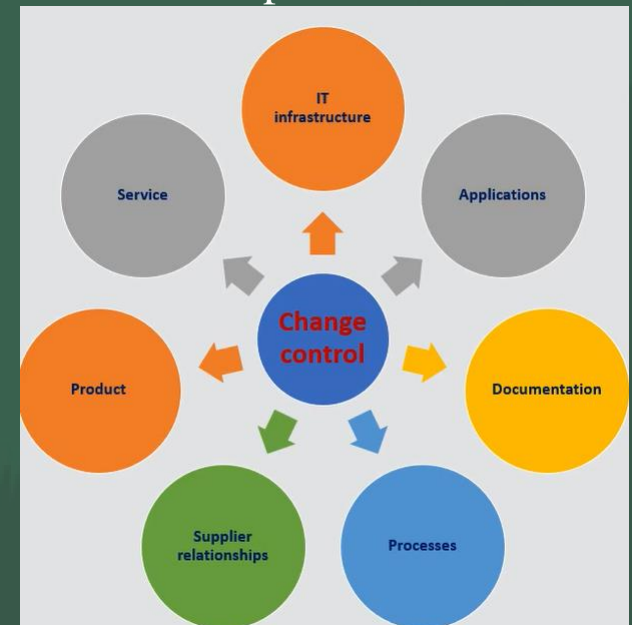 IT
infrastructure
Service
Applications
Change
control
Product
Documentation
Supplier
relationships
Processes